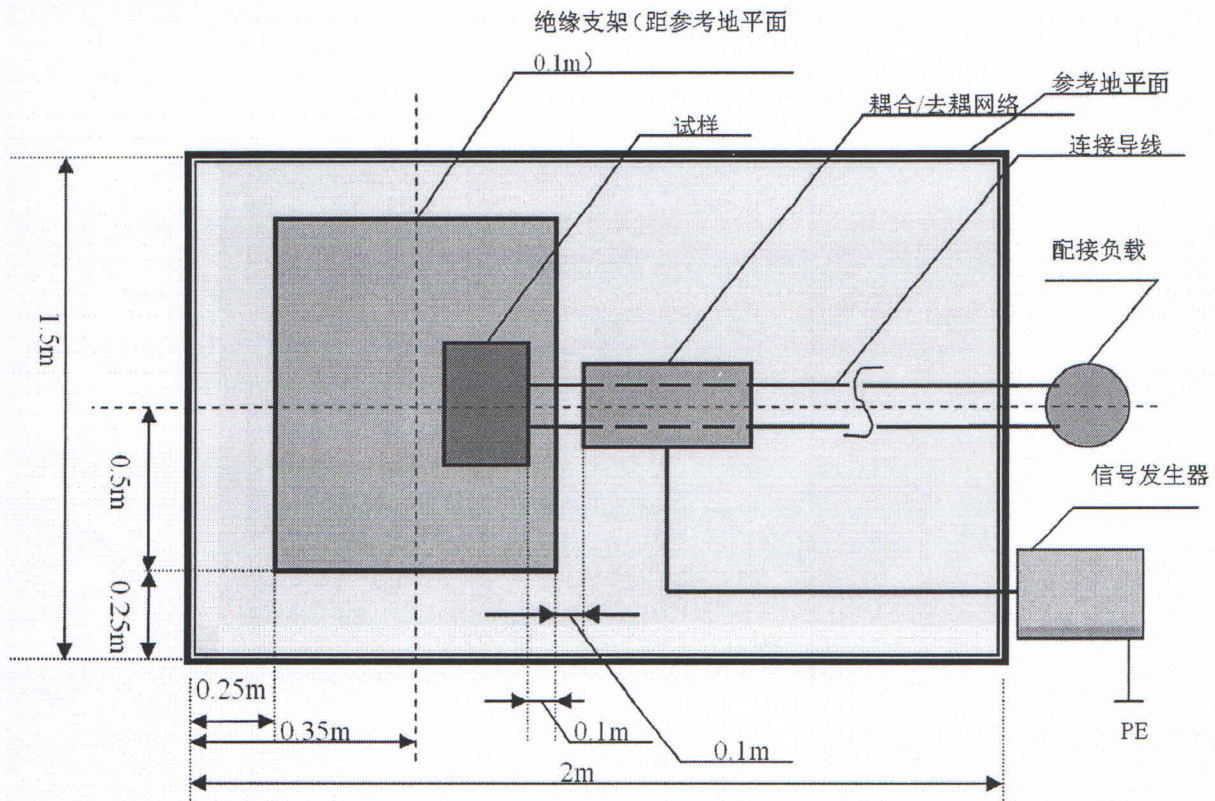 绝缘支架（距参考地平面
0.1m）
参考地平面
耦合/去耦网络
试样
连接导线
配接负载
1.5m
0.5m
信号发生器
0.25m
0.25m
0.35m
0.1m
0.1m
PE
2m